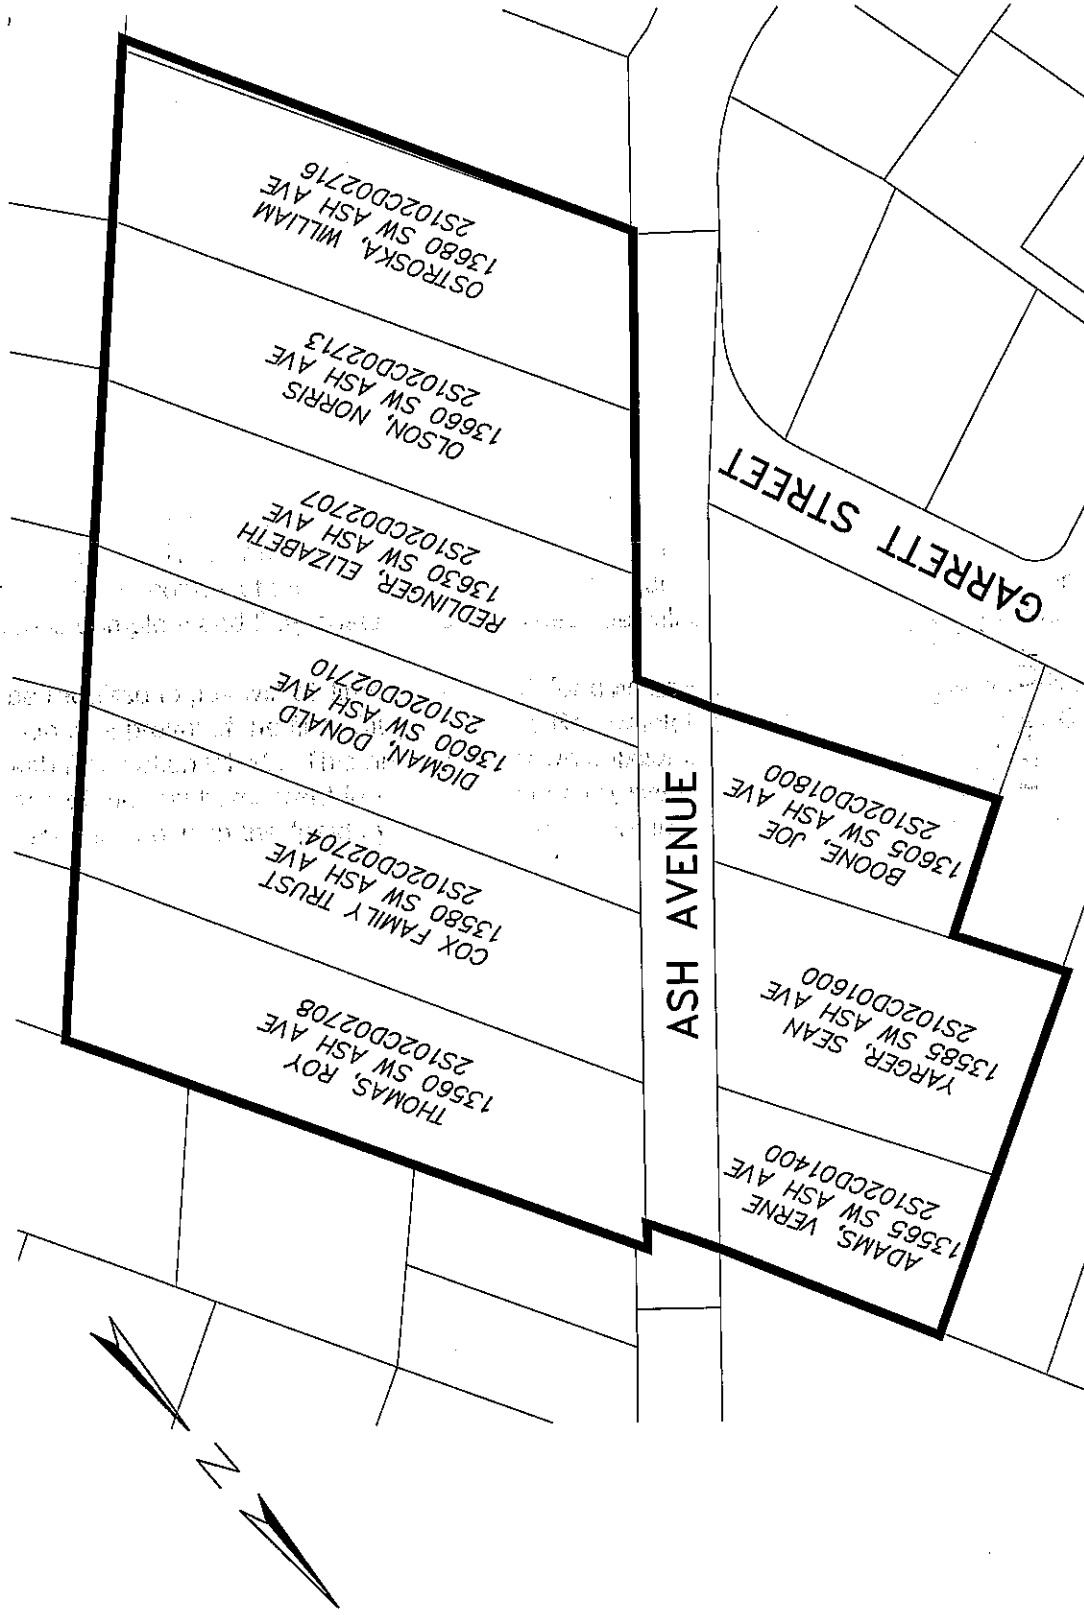 OSTROSKA, WILLIAM
13680 SW ASH AVE
2S102CD02716
OLSON, NORRIS
13660 SW ASH AVE
2S102CD02713
REDLINGER, ELIZABETH
13630 SW ASH AVE
2S102CD02707
DIGMAN, DONALD
13600 SW ASH AVE
2S102CD02710
COX FAMILY TRUST
13580 SW ASH AVE
2S102CD02704
THOMAS, ROY
13560 SW ASH AVE
2S102CD02708
GARRETT STREET
ASH AVENUE
BOONE, JOE
13605 SW ASH AVE
2S102CD01800
YARGER, SEAN
13585 SW ASH AVE
2S102CD01600
ADAMS, VERNE
13565 SW ASH AVE
2S102CD01400
N